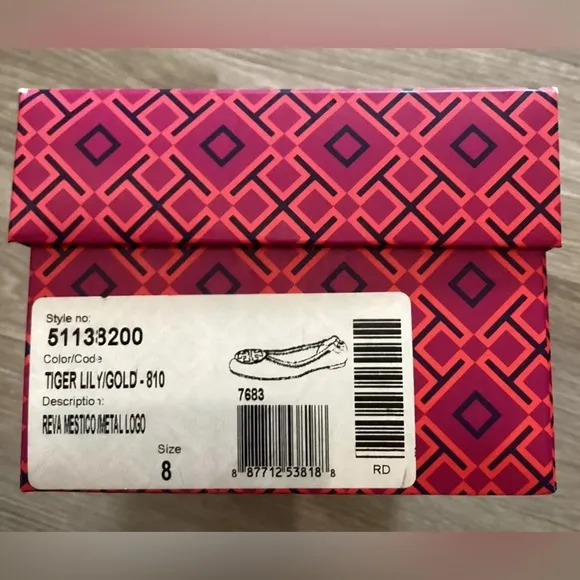 Style no:
51138200
Color/Code
TIGER LILY/GOLD - 810
Description:
REVA MESTICO/METAL LOGO
Size
8
7683
8 87712 53818 8
RD